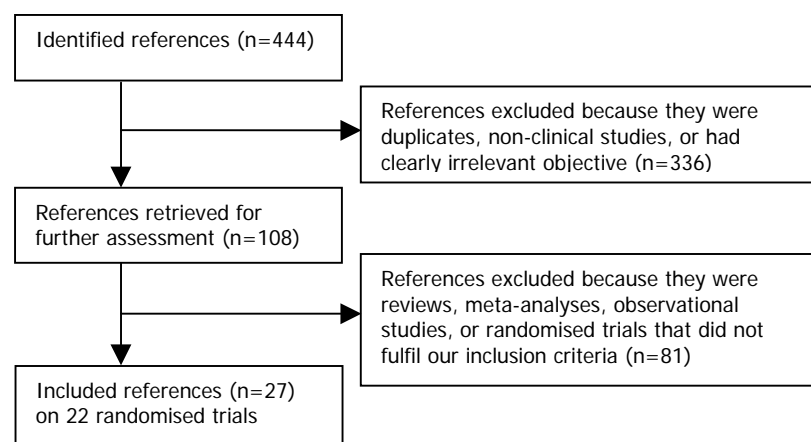 Identified references (n=444)
References excluded because they were
duplicates, non-clinical studies, or had
clearly irrelevant objective (n=336)
References retrieved for
further assessment (n=108)
References excluded because they were
reviews, meta-analyses, observational
studies, or randomised trials that did not
fulfil our inclusion criteria (n=81)
Included references (n=27)
on 22 randomised trials